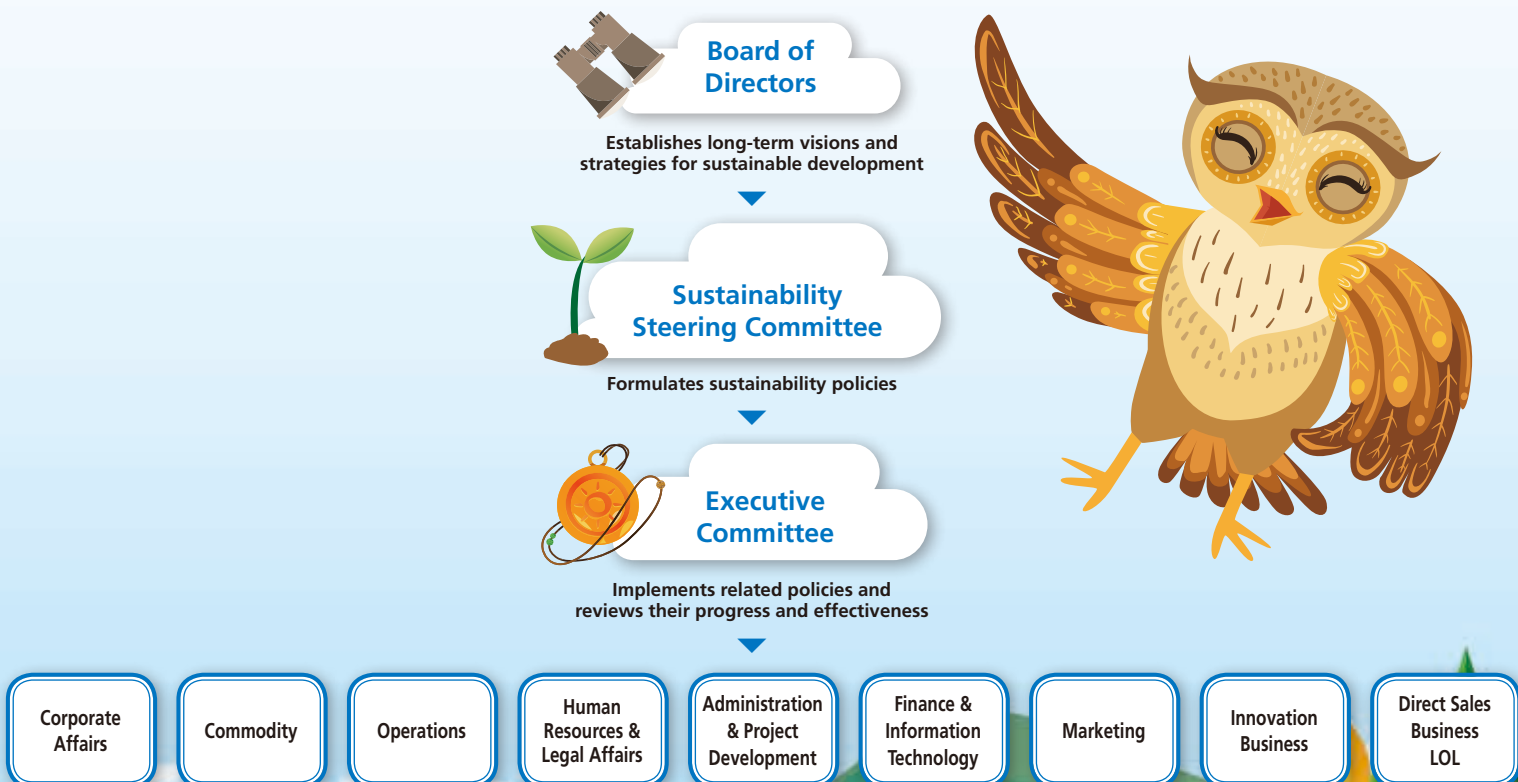 Board of
Directors
Establishes long-term visions and
strategies for sustainable development
Sustainability
Steering Committee
Formulates sustainability policies
Executive
Committee
Implements related policies and
reviews their progress and effectiveness
Corporate
Affairs
Commodity
Operations
Human
Resources &
Legal Affairs
Administration
& Project
Development
Finance &
Information
Technology
Marketing
Innovation
Business
Direct Sales
Business
LOL